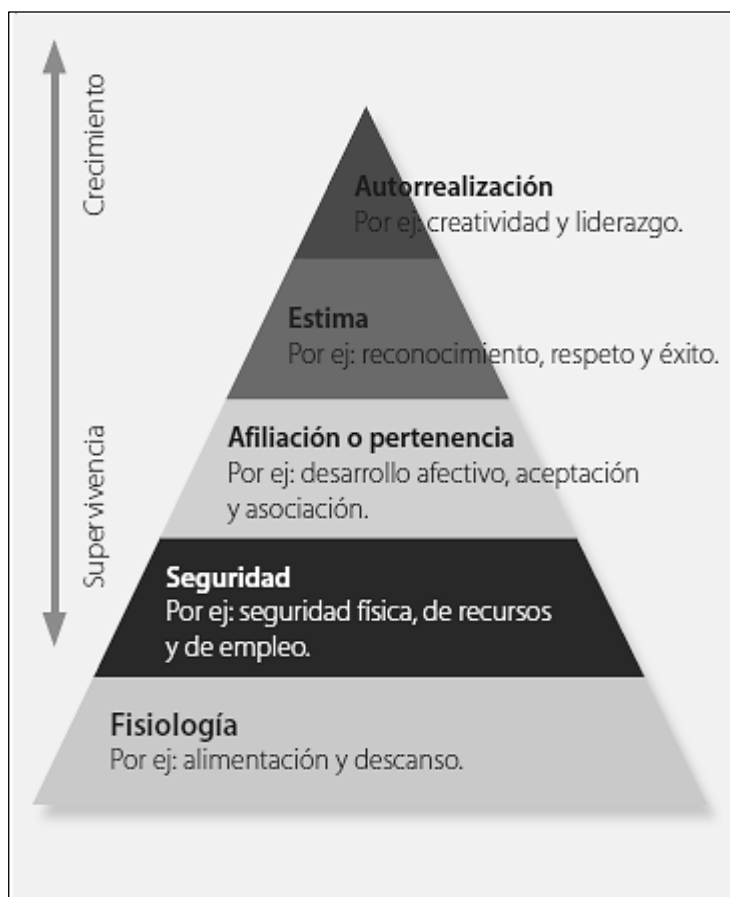 Crecimiento
Supervivencia
Autorrealización
Por ej: creatividad y liderazgo.
Estima
Por ej: reconocimiento, respeto y éxito.
Afiliación o pertenencia
Por ej: desarrollo afectivo, aceptación
y asociación.
Seguridad
Por ej: seguridad física, de recursos
y de empleo.
Fisiología
Por ej: alimentación y descanso.